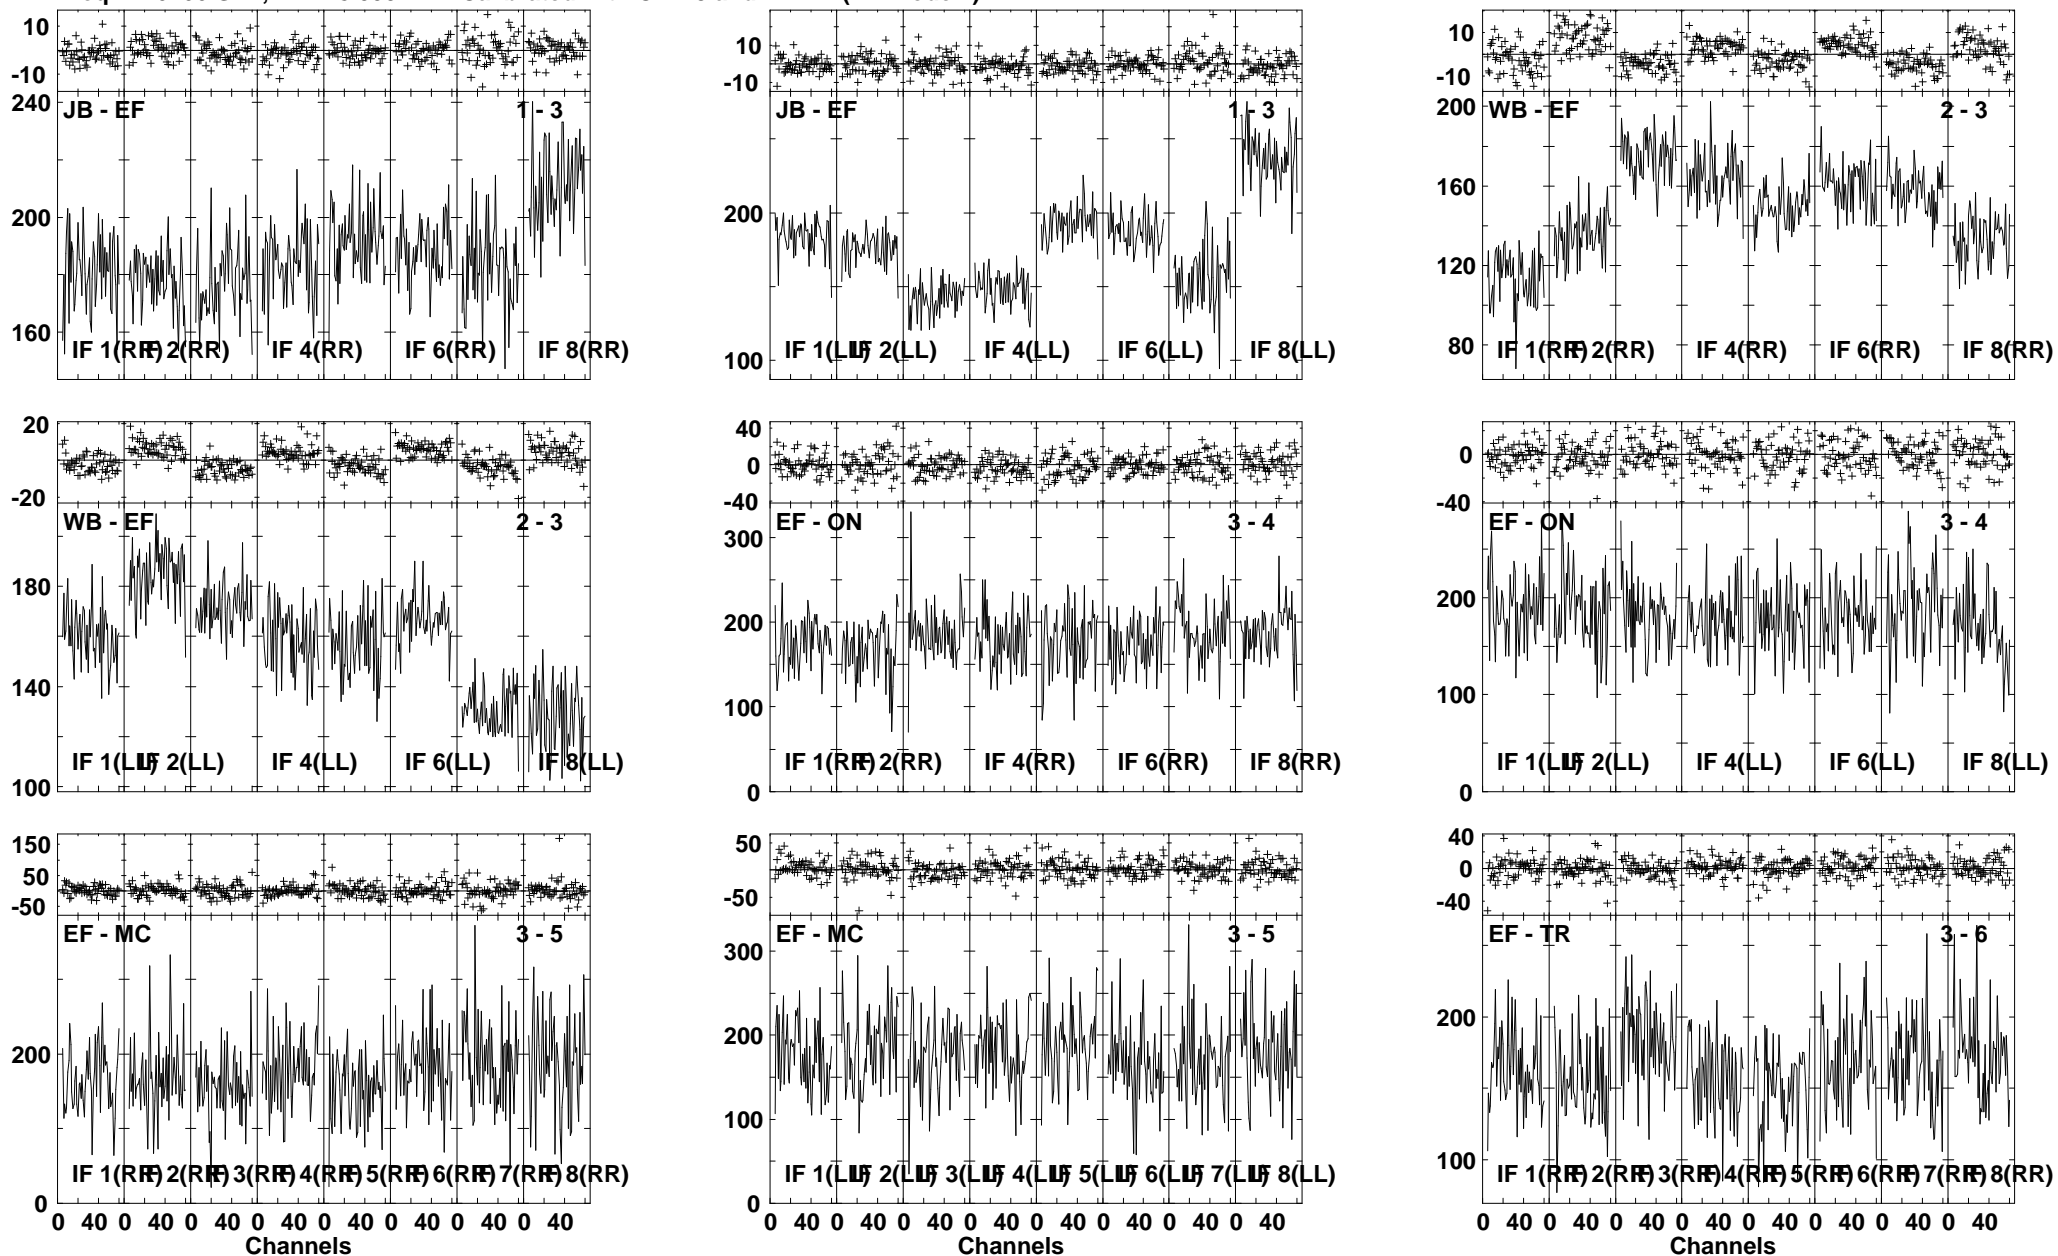 10
-10
240
200
160
JB - EF 1 - 3
IF 1(RR) IF 2(RR) IF 4(RR) IF 6(RR) IF 8(RR)
10
-10
200
100
JB - EF 1 - 3
IF 1(LL) IF 2(LL) IF 4(LL) IF 6(LL) IF 8(LL)
10
-10
200
160
120
80
WB - EF 2 - 3
IF 1(RR) IF 2(RR) IF 4(RR) IF 6(RR) IF 8(RR)
20
-20
180
140
100
WB - EF 2 - 3
IF 1(LL) IF 2(LL) IF 4(LL) IF 6(LL) IF 8(LL)
40
0
-40
300
200
100
0
EF - ON 3 - 4
IF 1(RR) IF 2(RR) IF 4(RR) IF 6(RR) IF 8(RR)
0
-40
200
100
0
EF - ON 3 - 4
IF 1(LL) IF 2(LL) IF 4(LL) IF 6(LL) IF 8(LL)
150
50
-50
200
0
EF - MC 3 - 5
IF 1(RR) IF 2(RR) IF 3(RR) IF 4(RR) IF 5(RR) IF 6(RR) IF 7(RR) IF 8(RR)
0 40 0 40 0 40 0 40 0 40 0 40 0 40 0 40
Channels
50
-50
300
200
100
0
EF - MC 3 - 5
IF 1(LL) IF 2(LL) IF 3(LL) IF 4(LL) IF 5(LL) IF 6(LL) IF 7(LL) IF 8(LL)
0 40 0 40 0 40 0 40 0 40 0 40 0 40 0 40
Channels
40
0
-40
200
100
EF - TR 3 - 6
IF 1(RR) IF 2(RR) IF 3(RR) IF 4(RR) IF 5(RR) IF 6(RR) IF 7(RR) IF 8(RR)
0 40 0 40 0 40 0 40 0 40 0 40 0 40 0 40
Channels